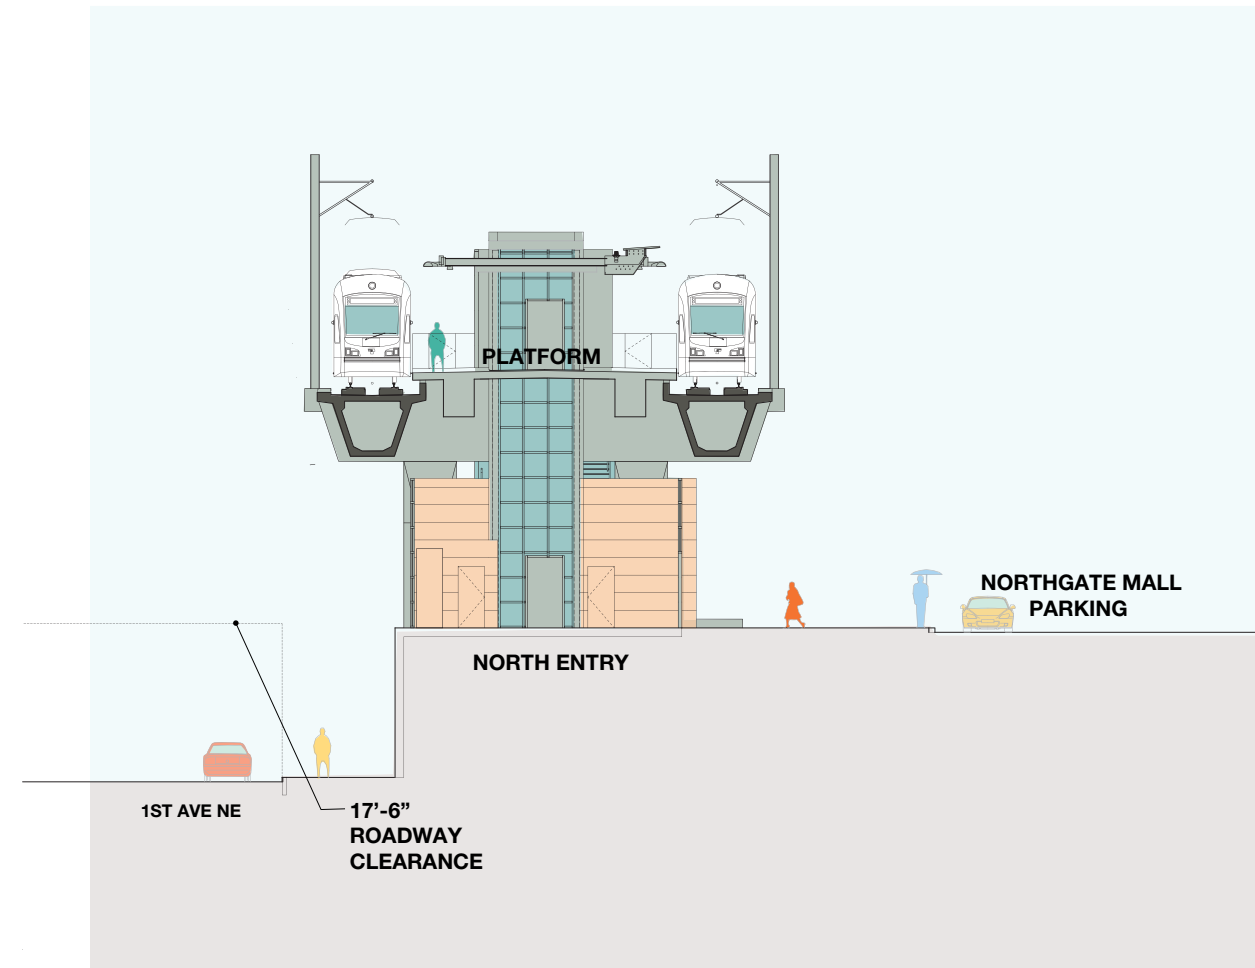 PLATFORM
NORTHGATE MALL
PARKING
NORTH ENTRY
1ST AVE NE
17’-6”
ROADWAY
CLEARANCE